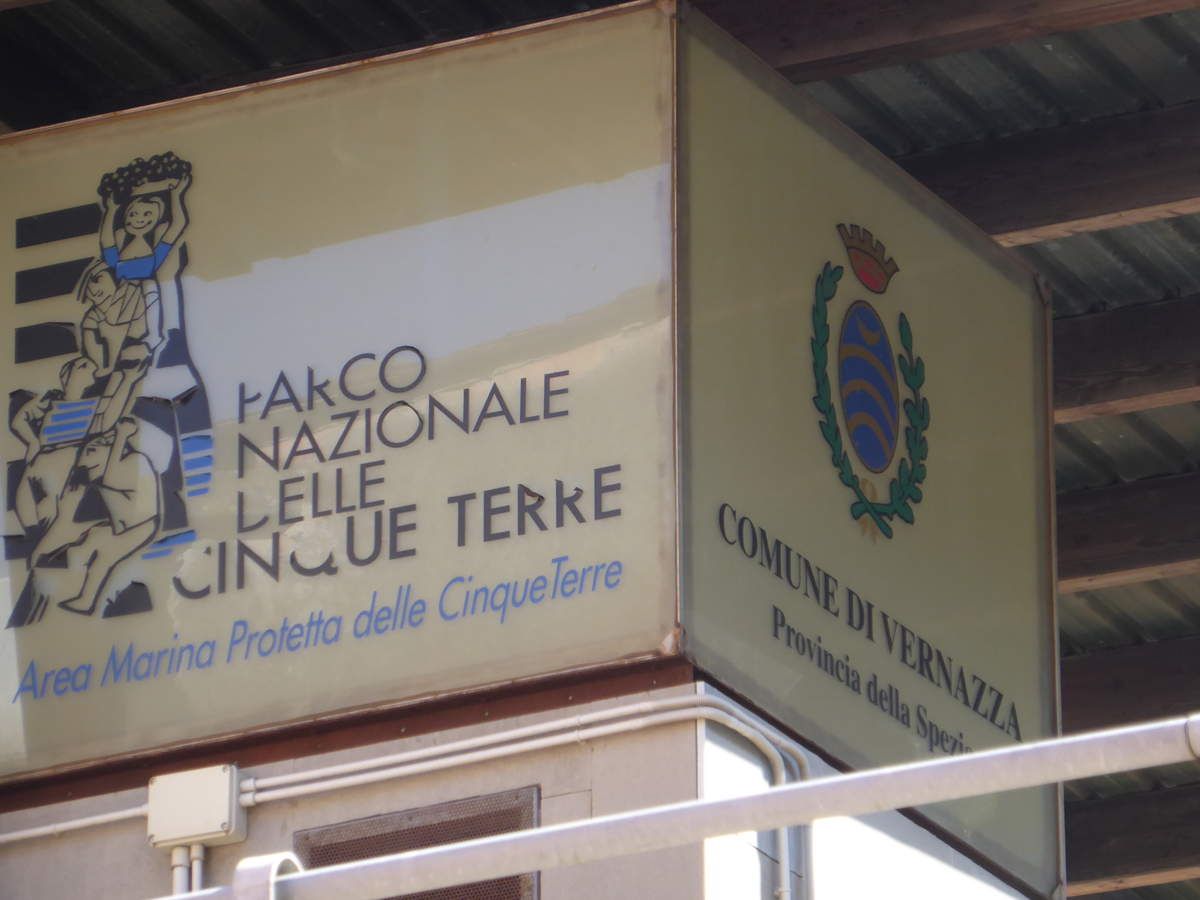 PARCO
NAZIONALE
DELLE
CINQUE TERRE
Area Marina Protetta delle CinqueTerre
COMUNE DI VERNAZZA
Provincia della Spezia